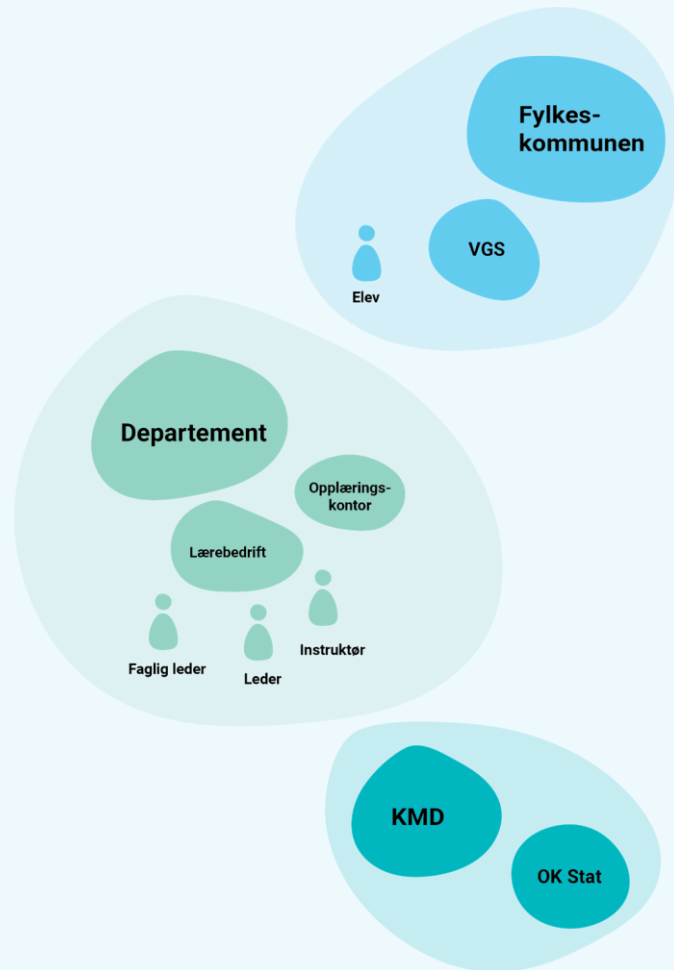 Fylkes-
kommunen
VGS
Elev
Departement
Opplærings-
kontor
Lærebedrift
Instruktør
Faglig leder
Leder
KMD
OK Stat